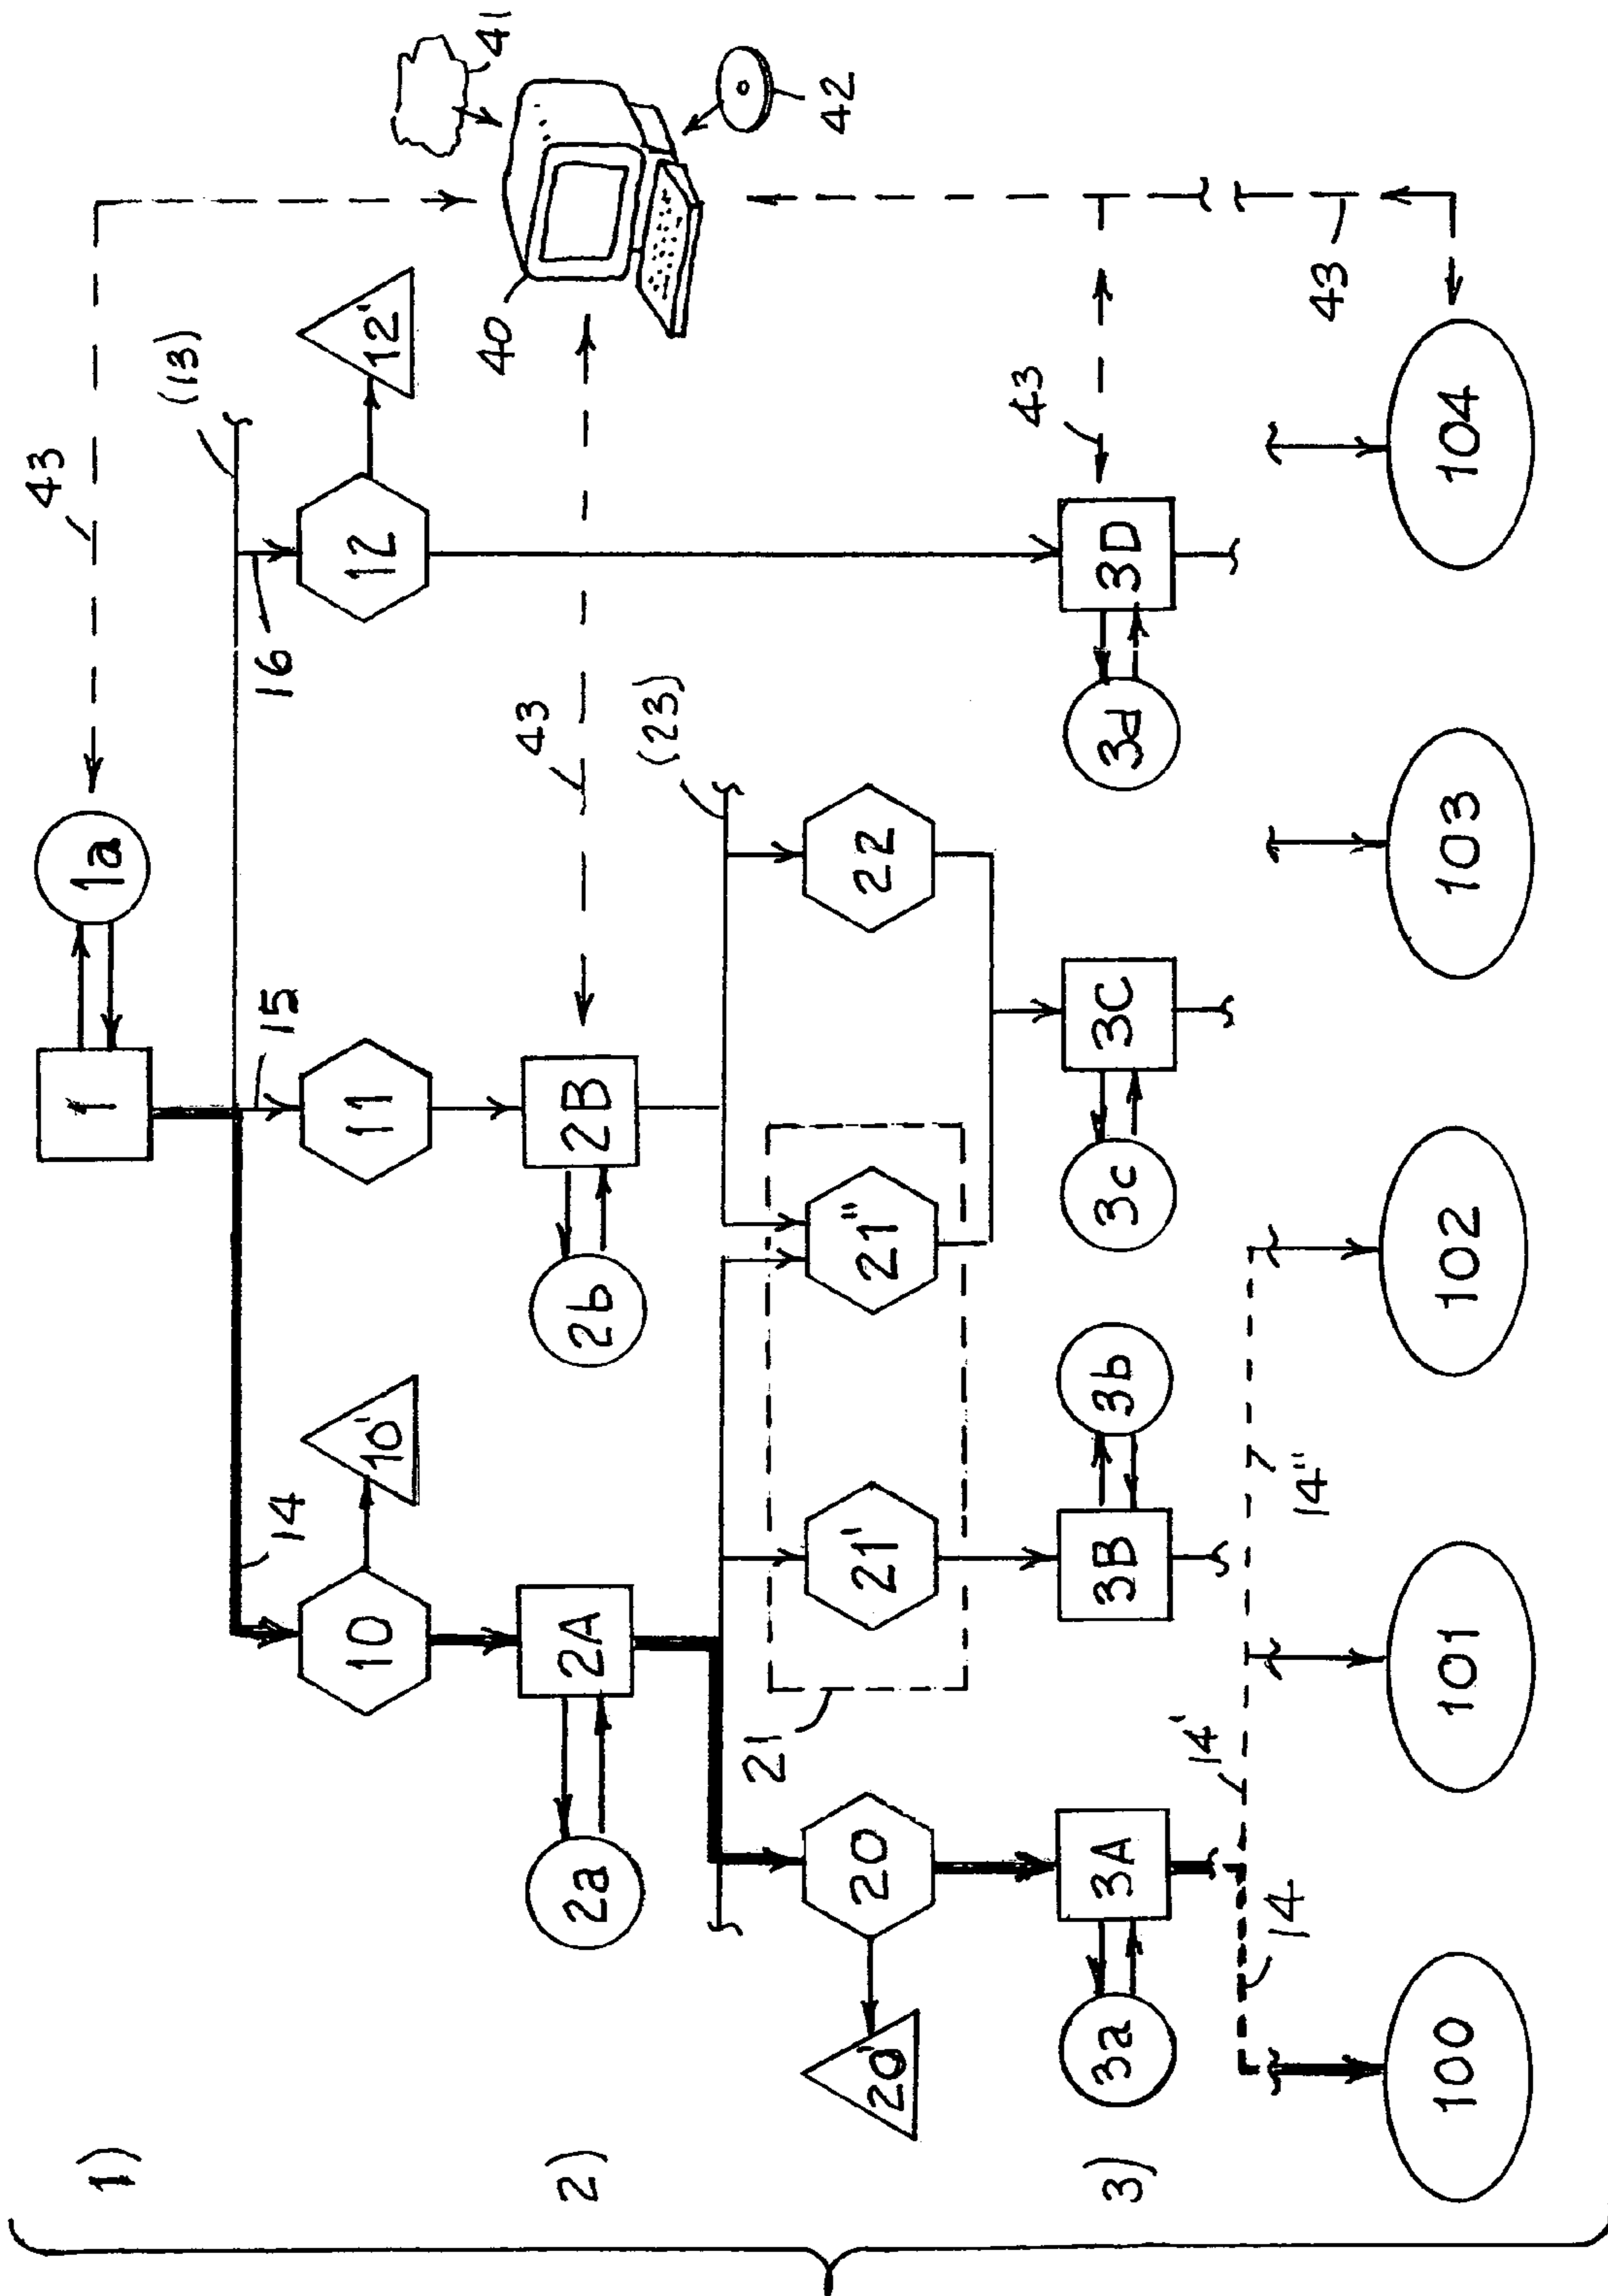 43
1) 1 1a
(13)
14 15 16
10 10' 11 12 12'
40 41
43
2) 2a 2A 2b 2B
(23)
21
42
20' 20 21' 21" 22
43
3) 3a 3A 3B 3b 3c 3C 3d 3D
14'
14 14" 43
100 101 102 103 104